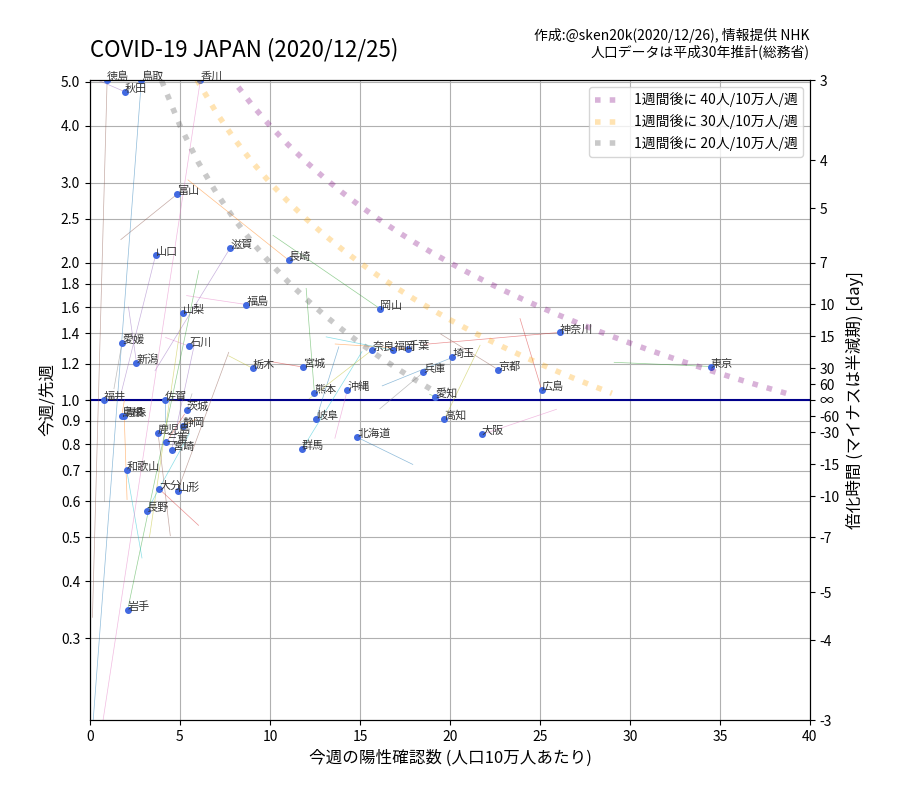 作成:@sken20k(2020/12/26), 情報提供 NHK
人口データは平成30年推計(総務省)
COVID-19 JAPAN (2020/12/25)
1週間後に 40人/10万人/週
1週間後に 30人/10万人/週
1週間後に 20人/10万人/週
徳島
鳥取
香川
秋田
富山
滋賀
山口
長崎
福島
岡山
山梨
神奈川
愛媛
石川
奈良
福岡
千葉
新潟
埼玉
栃木
宮城
兵庫
京都
東京
熊本
沖縄
広島
福井
佐賀
愛知
茨城
岐阜
高知
静岡
鹿児島
北海道
大阪
三重
宮崎
群馬
和歌山
大分
山形
長野
岩手
5.0
4.0
3.0
2.5
2.0
1.8
1.6
1.4
1.2
1.0
0.9
0.8
0.7
0.6
0.5
0.4
0.3
今週/先週
3
4
5
7
10
15
30
60
∞
-60
-30
-15
-10
-7
-5
-4
-3
倍化時間 (マイナスは半減期) [day]
0
5
10
15
20
25
30
35
40
今週の陽性確認数 (人口10万人あたり)